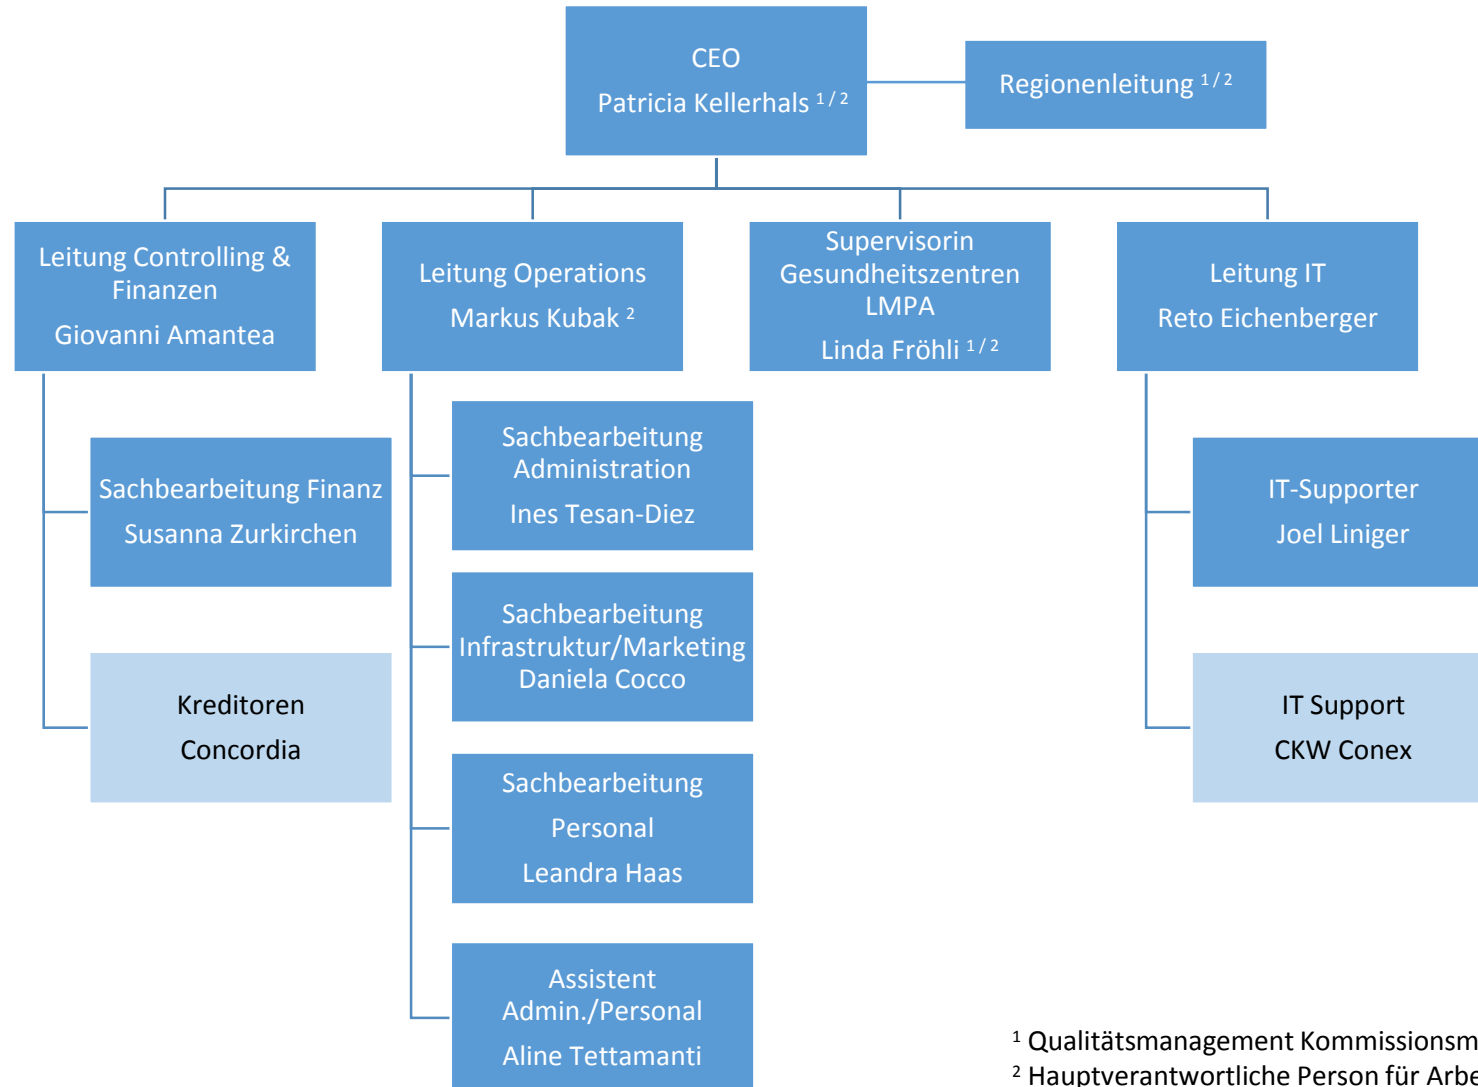 CEO
Patricia Kellerhals ¹ ᐟ ²
Regionenleitung ¹ ᐟ ²
Leitung Controlling &
Finanzen
Giovanni Amantea
Leitung Operations
Markus Kubak ²
Supervisorin
Gesundheitszentren
LMPA
Linda Fröhli ¹ ᐟ ²
Leitung IT
Reto Eichenberger
Sachbearbeitung Finanz
Susanna Zurkirchen
Kreditoren
Concordia
Sachbearbeitung
Administration
Ines Tesan-Diez
Sachbearbeitung
Infrastruktur/Marketing
Daniela Cocco
Sachbearbeitung
Personal
Leandra Haas
Assistent
Admin./Personal
Aline Tettamanti
IT-Supporter
Joel Liniger
IT Support
CKW Conex
¹ Qualitätsmanagement
² Hauptverantwortliche Person für